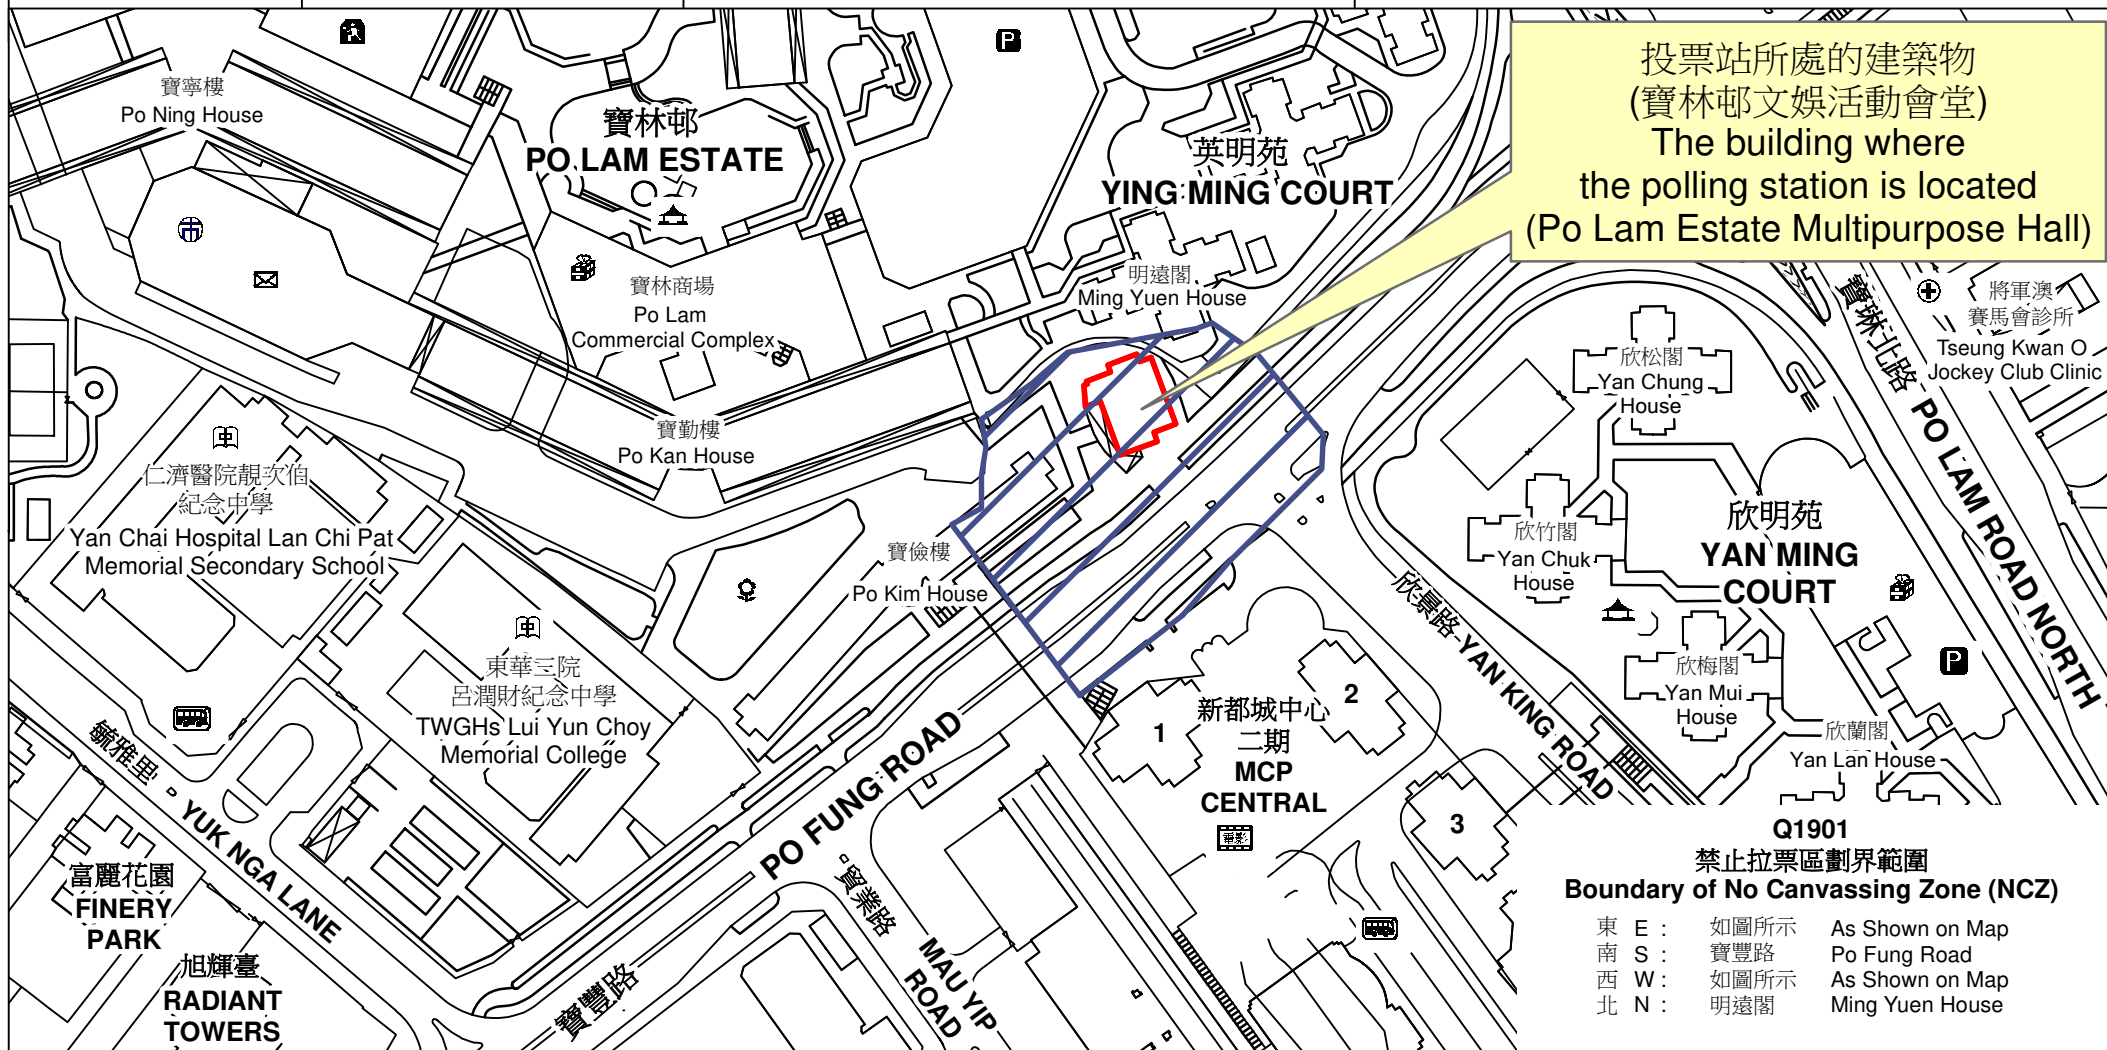 投票站所處的建築物
(寶林邨文娛活動會堂)
The building where
the polling station is located
(Po Lam Estate Multipurpose Hall)
寶寧樓
Po Ning House
寶林邨
PO LAM ESTATE
英明苑
YING MING COURT
P
明遠閣
Ming Yuen House
寶林商場
Po Lam
Commercial Complex
寶琳北路 PO LAM ROAD NORTH
將軍澳
賽馬會診所
Tseung Kwan O
Jockey Club Clinic
欣松閣
Yan Chung
House
寶勤樓
Po Kan House
中
仁濟醫院靚次伯
紀念中學
Yan Chai Hospital Lan Chi Pat
Memorial Secondary School
欣竹閣
Yan Chuk
House
欣明苑
YAN MING
COURT
寶儉樓
Po Kim House
欣景路 YAN KING ROAD
中
東華三院
呂潤財紀念中學
TWGHs Lui Yun Choy
Memorial College
欣梅閣
Yan Mui
House
P
欣蘭閣
Yan Lan House
新都城中心
二期
MCP
CENTRAL
1
2
3
電影
毓雅里
YUK NGA LANE
PO FUNG ROAD
寶豐路
貿業路
MAU YIP
ROAD
富麗花園
FINERY
PARK
旭輝臺
RADIANT
TOWERS
Q1901
禁止拉票區劃界範圍
Boundary of No Canvassing Zone (NCZ)
東 E : 如圖所示 As Shown on Map
南 S : 寶豐路 Po Fung Road
西 W : 如圖所示 As Shown on Map
北 N : 明遠閣 Ming Yuen House